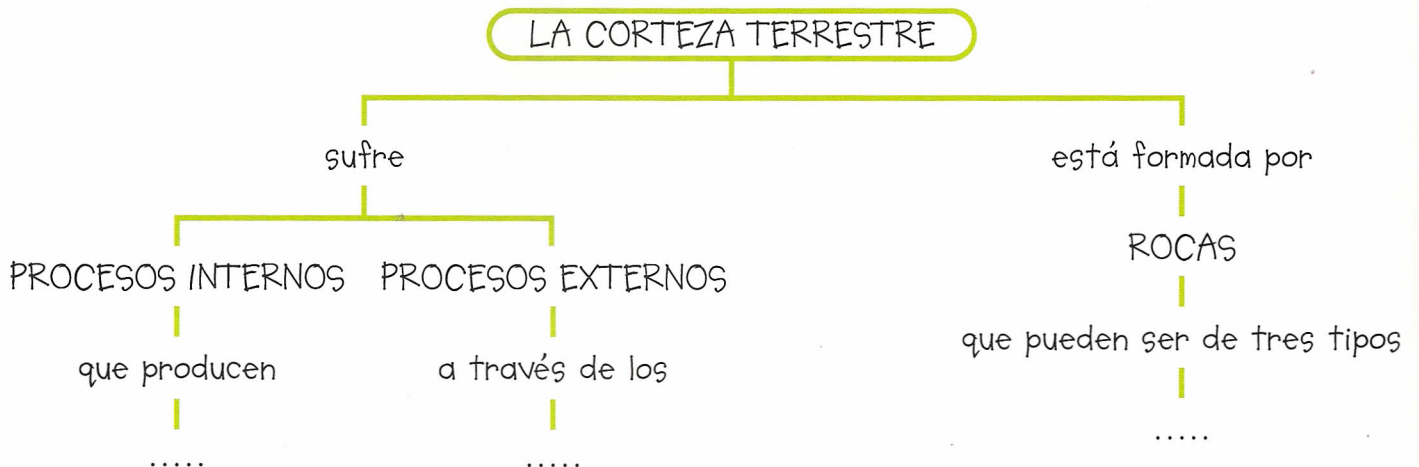 LA CORTEZA TERRESTRE
sufre
está formada por
PROCESOS INTERNOS
PROCESOS EXTERNOS
ROCAS
que producen
a través de los
que pueden ser de tres tipos
.....
.....
.....